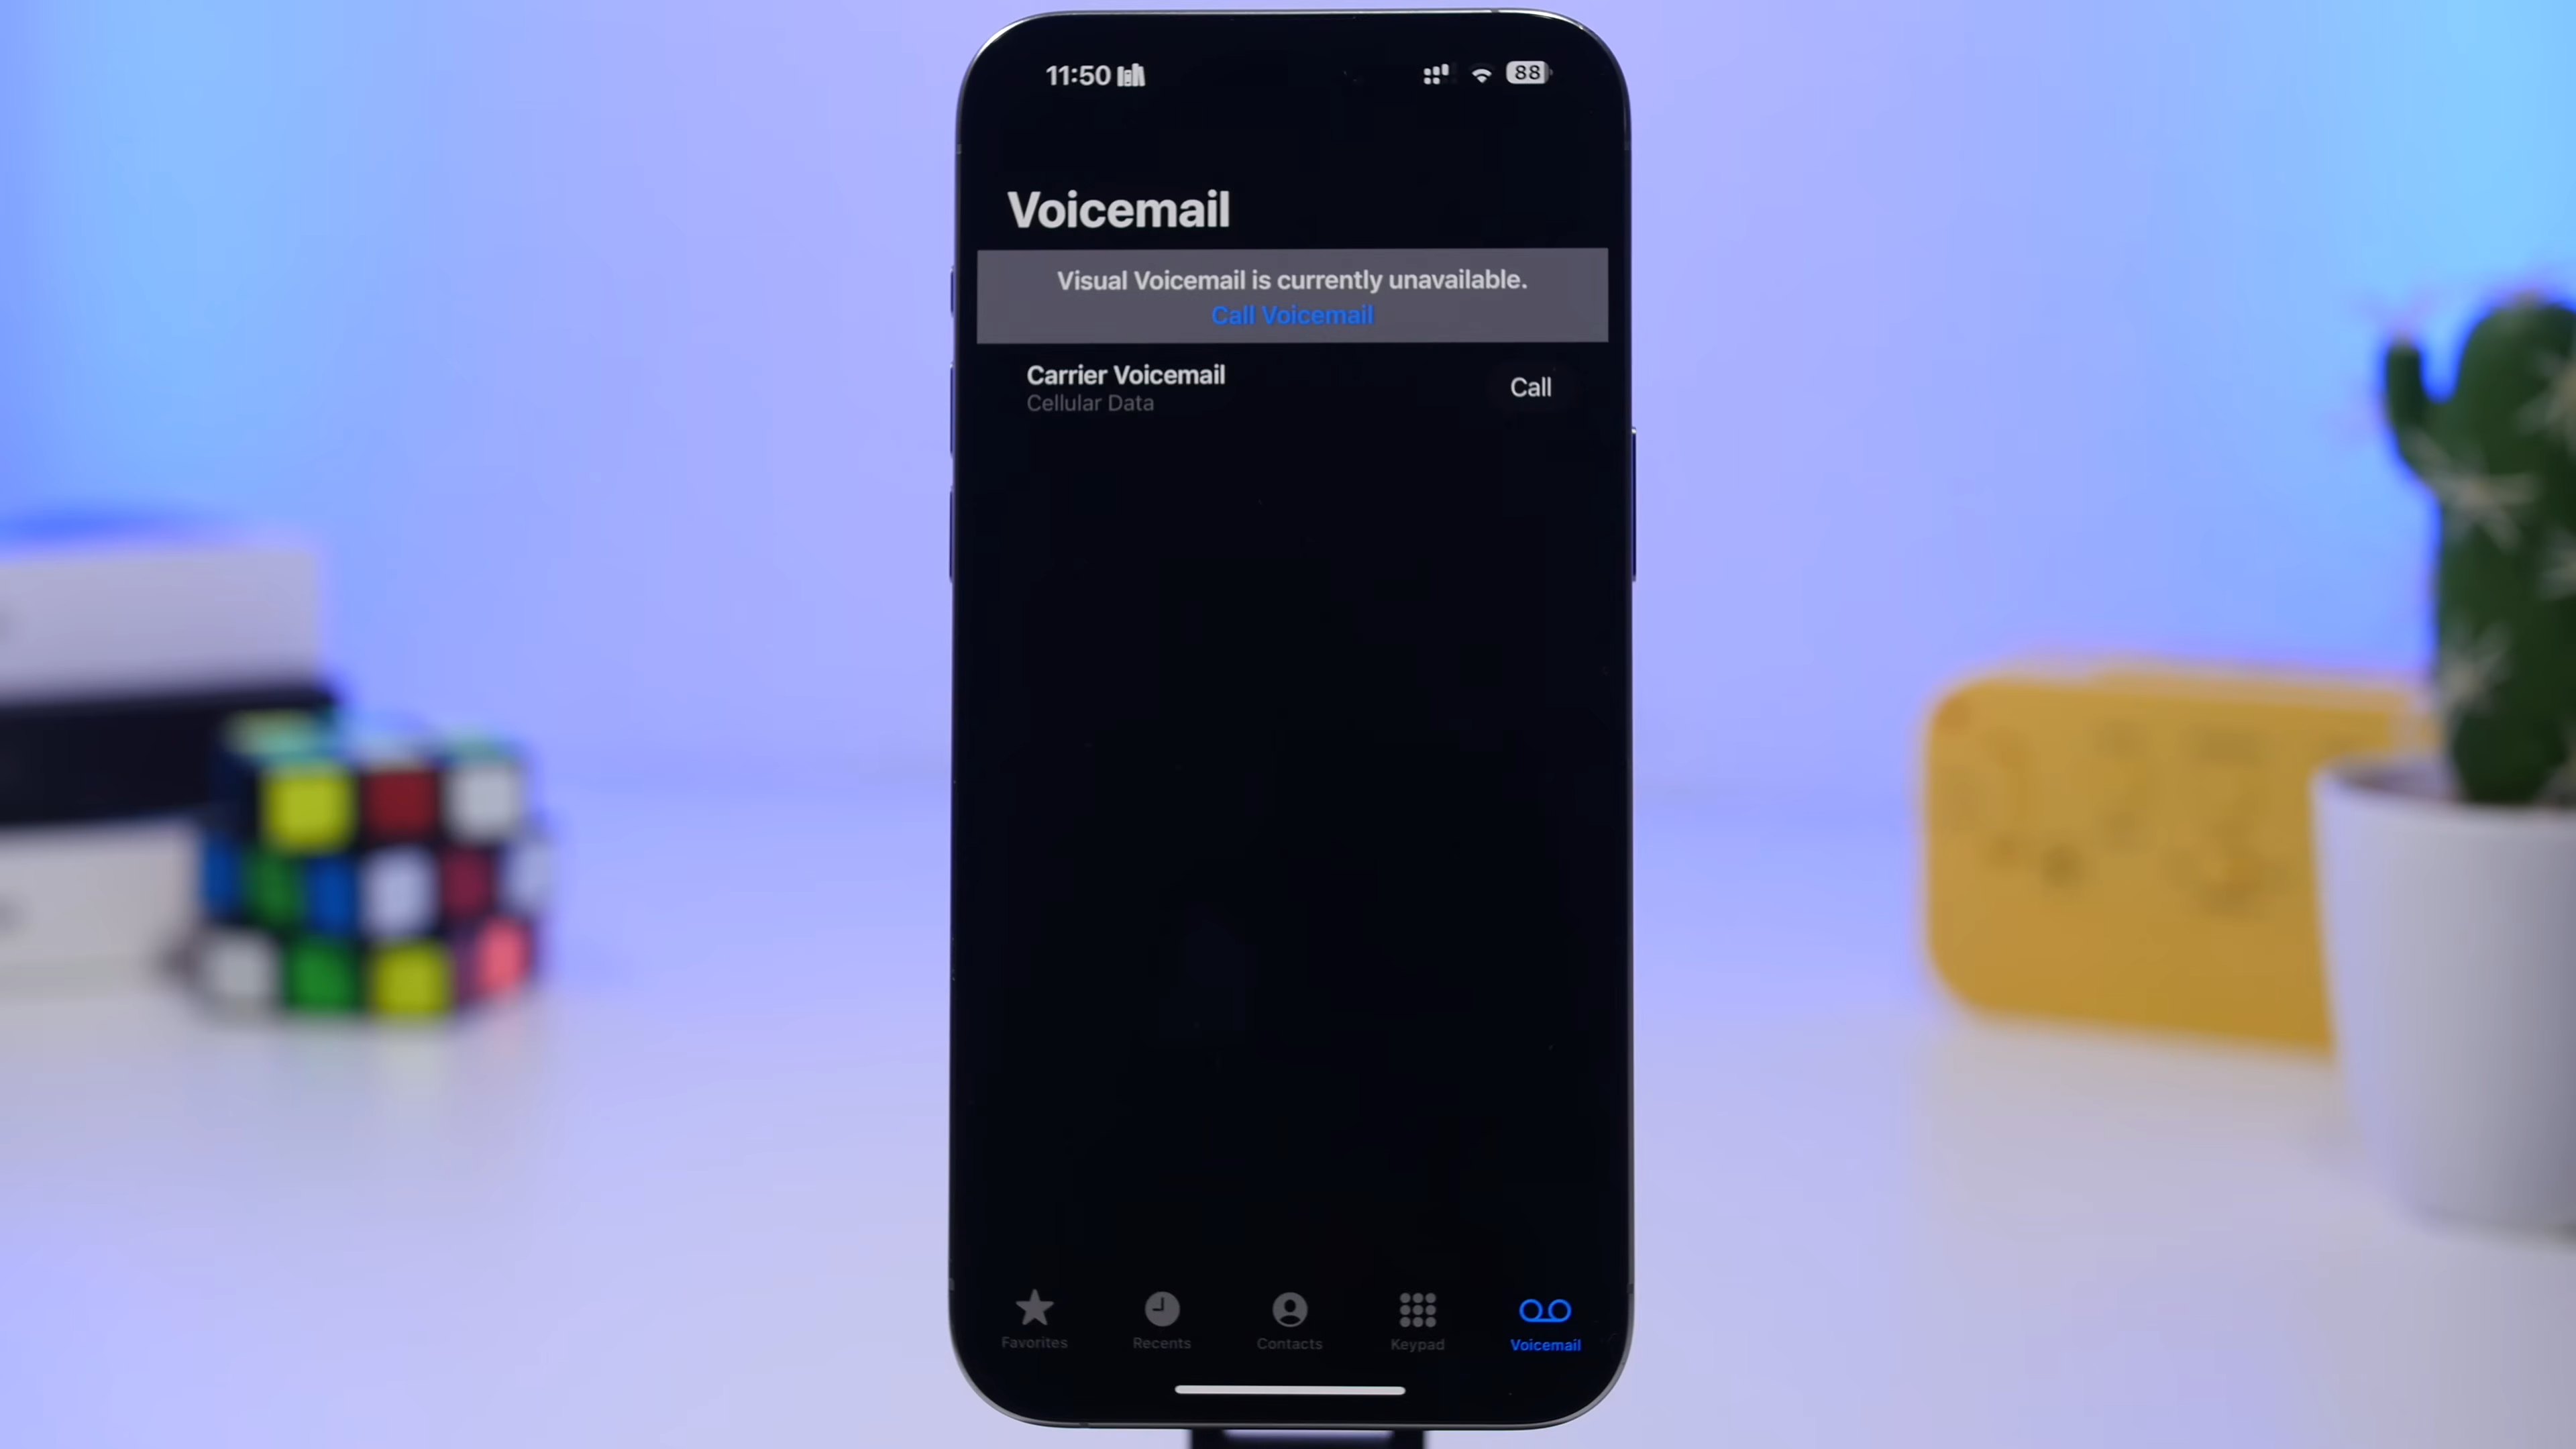 11:50
88
Voicemail
Visual Voicemail is currently unavailable.
Call Voicemail
Carrier Voicemail
Call
Cellular Data
Favorites
Recents
Contacts
Keypad
Voicemail